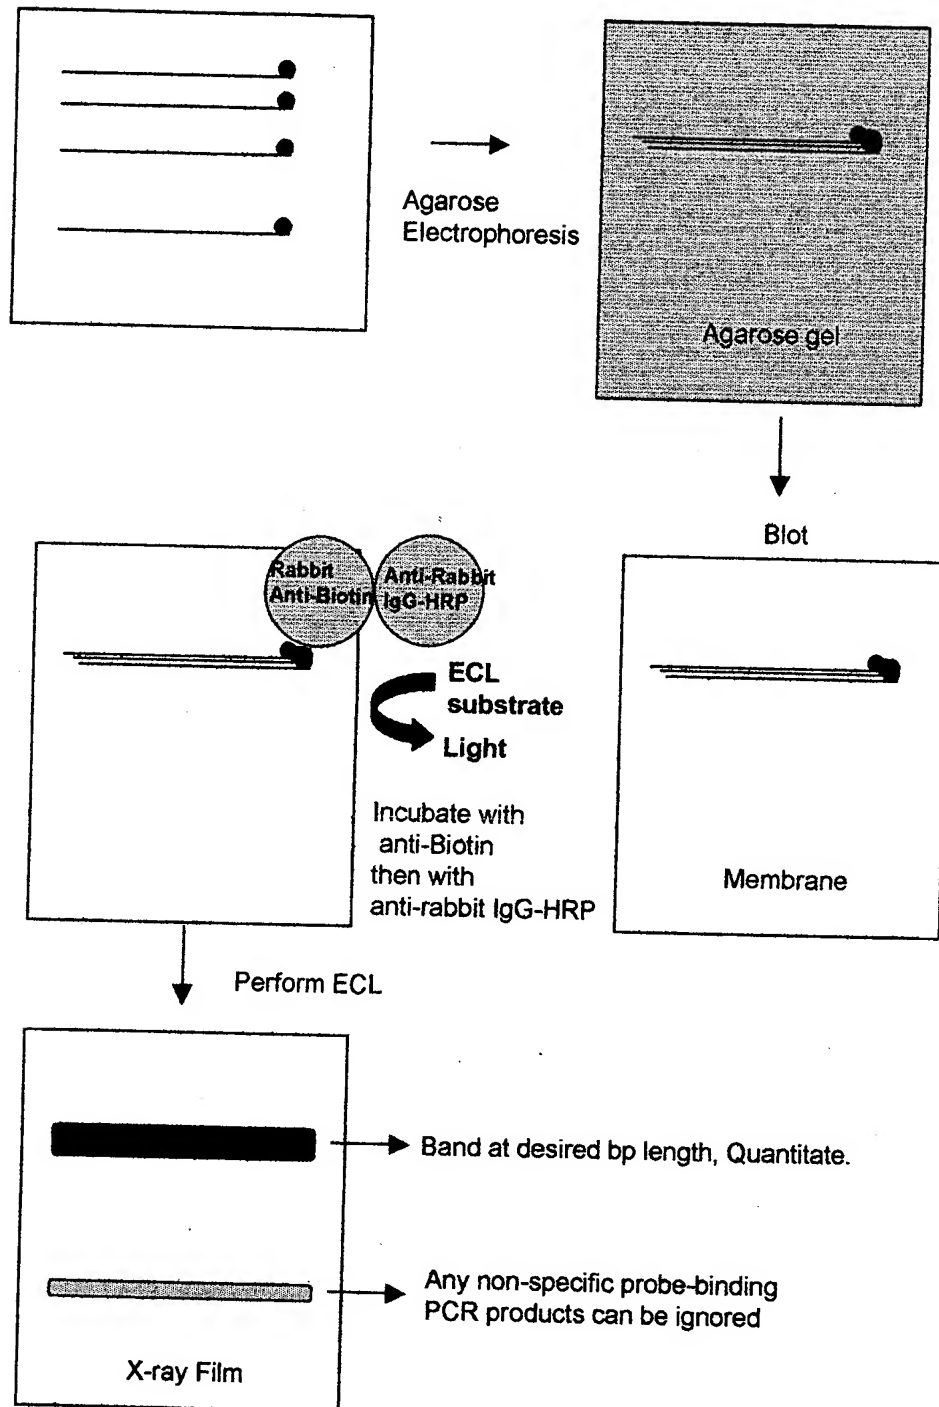 Agarose
Electrophoresis
Agarose gel
Blot
Membrane
Rabbit
Anti-Biotin
Anti-Rabbit
IgG-HRP
ECL
substrate
Light
Incubate with
anti-Biotin
then with
anti-rabbit IgG-HRP
Perform ECL
Band at desired bp length, Quantitate.
Any non-specific probe-binding
PCR products can be ignored
X-ray Film